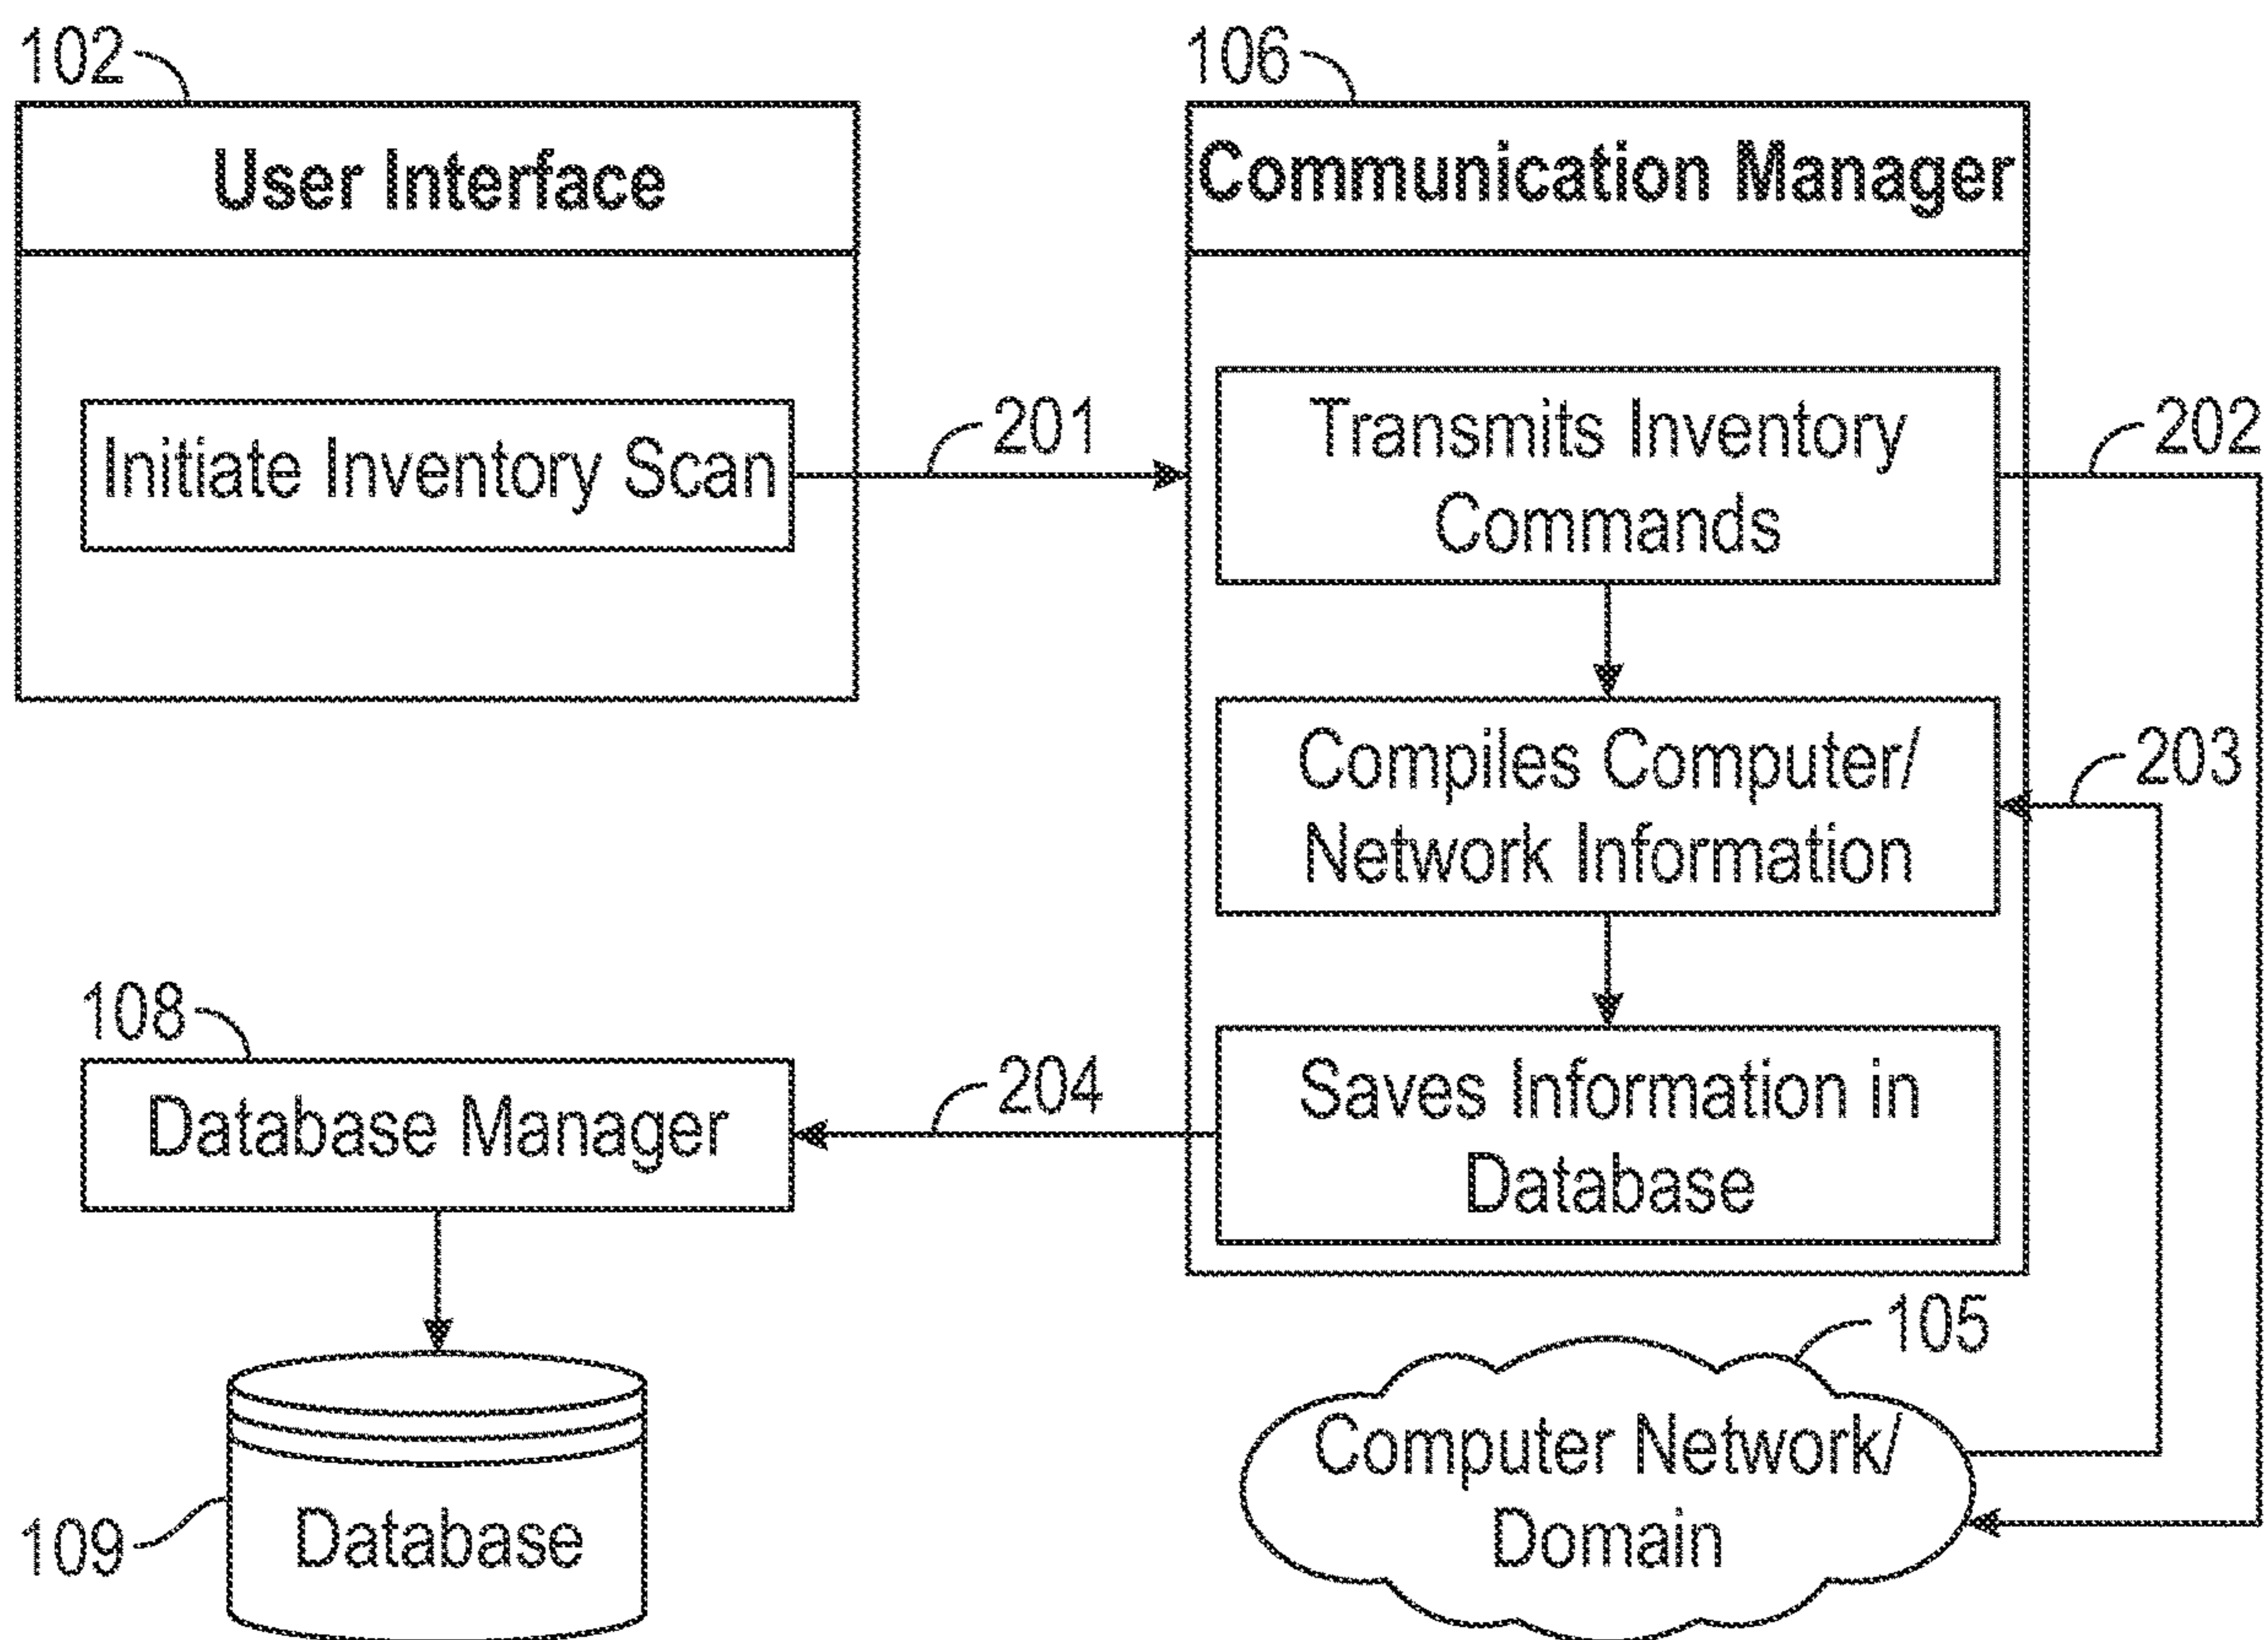 102
User Interface
Initiate Inventory Scan
201
106
Communication Manager
Transmits Inventory
Commands
202
Compiles Computer/
Network Information
203
Saves Information in
Database
204
108
Database Manager
109
Database
105
Computer Network/
Domain